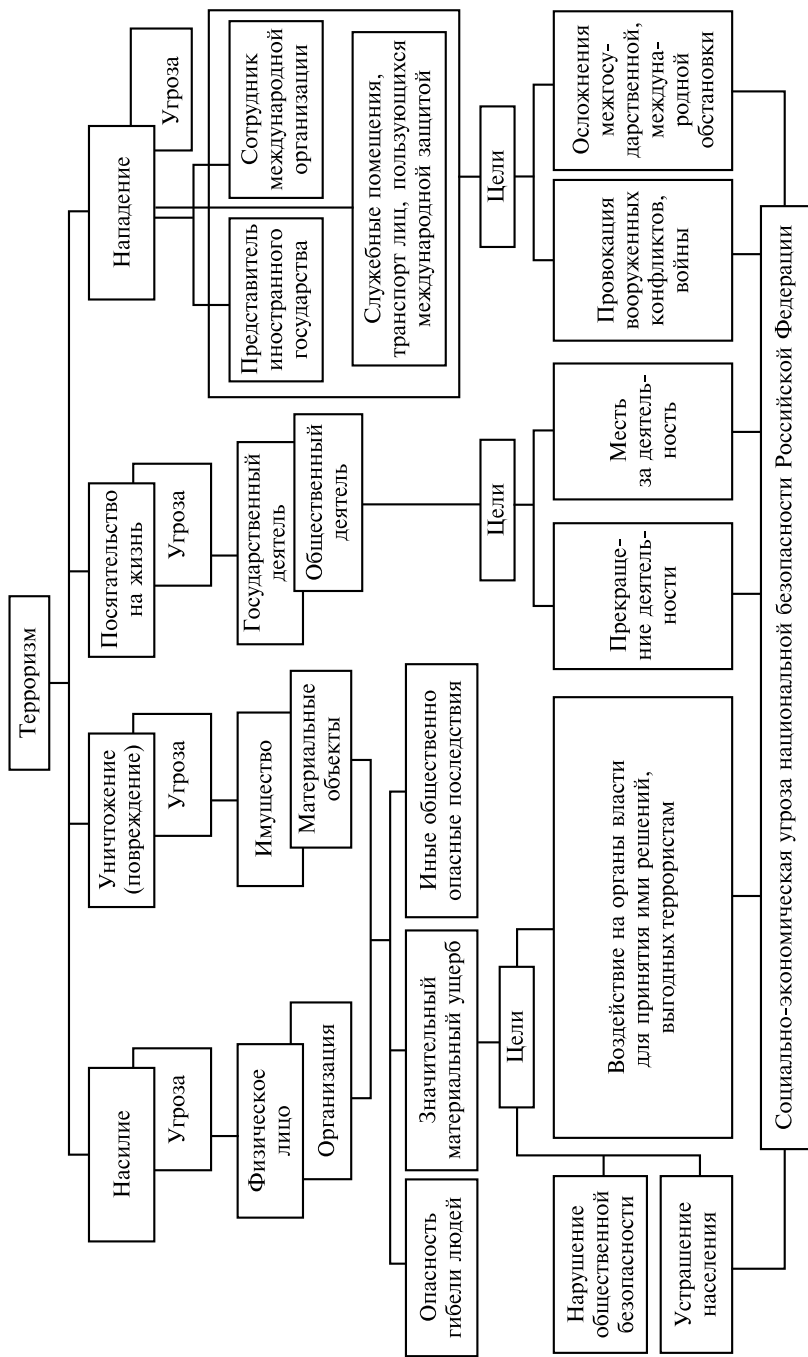 Терроризм
Насилие
Угроза
Уничтожение
(повреждение)
Угроза
Посягательство
на жизнь
Угроза
Нападение
Угроза
Физическое
лицо
Организация
Имущество
Материальные
объекты
Государственный
деятель
Общественный
деятель
Представитель
иностранного
государства
Сотрудник
международной
организации
Служебные помещения,
транспорт лиц, пользующихся
международной защитой
Опасность
гибели людей
Значительный
материальный ущерб
Иные общественно
опасные последствия
Цели
Цели
Цели
Нарушение
общественной
безопасности
Устрашение
населения
Воздействие на органы власти
для принятия ими решений,
выгодных террористам
Прекраще-
ние деятель-
ности
Месть
за деятель-
ность
Провокация
вооруженных
конфликтов,
войны
Осложнения
межгосу-
дарственной,
междуна-
родной
обстановки
Социально-экономическая угроза национальной безопасности Российской Федерации